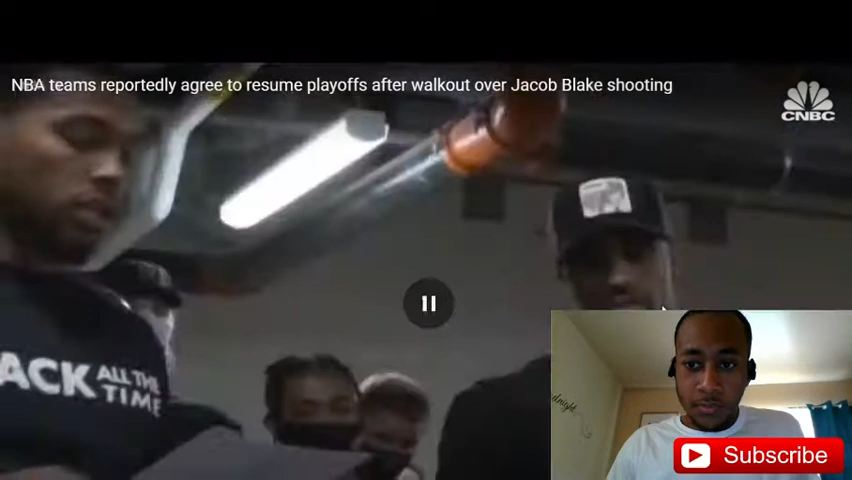 NBA teams reportedly agree to resume playoffs after walkout over Jacob Blake shooting
CNBC
ACK ALL THE
TIME
Subscribe